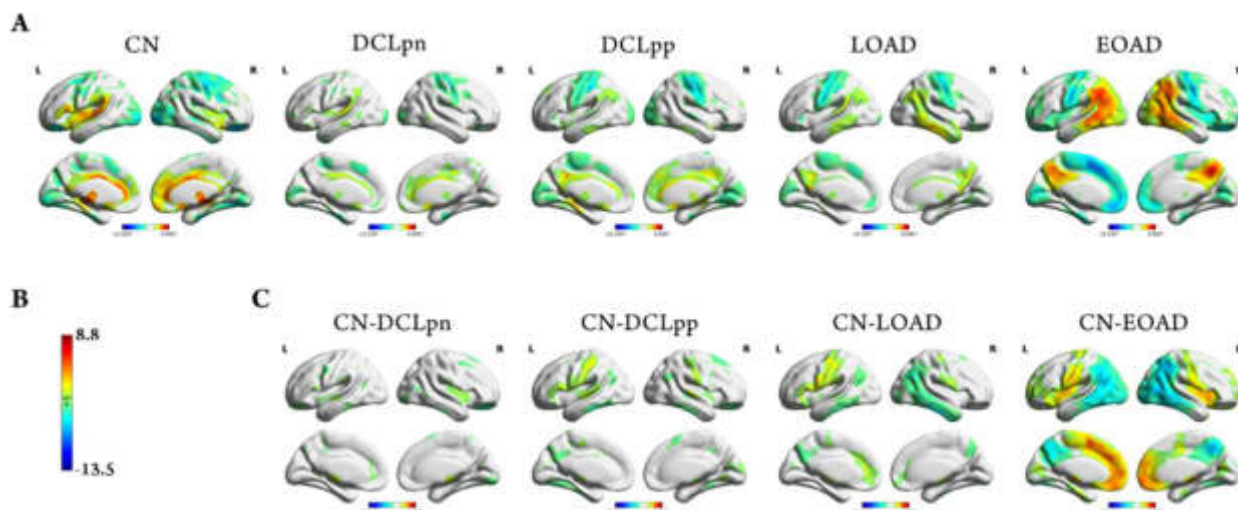 A
CN DCLpn DCLpp LOAD EOAD
L R L R L R L R L
B C
8.8
-13.5
CN-DCLpn CN-DCLpp CN-LOAD CN-EOAD
L R L R L R L R L